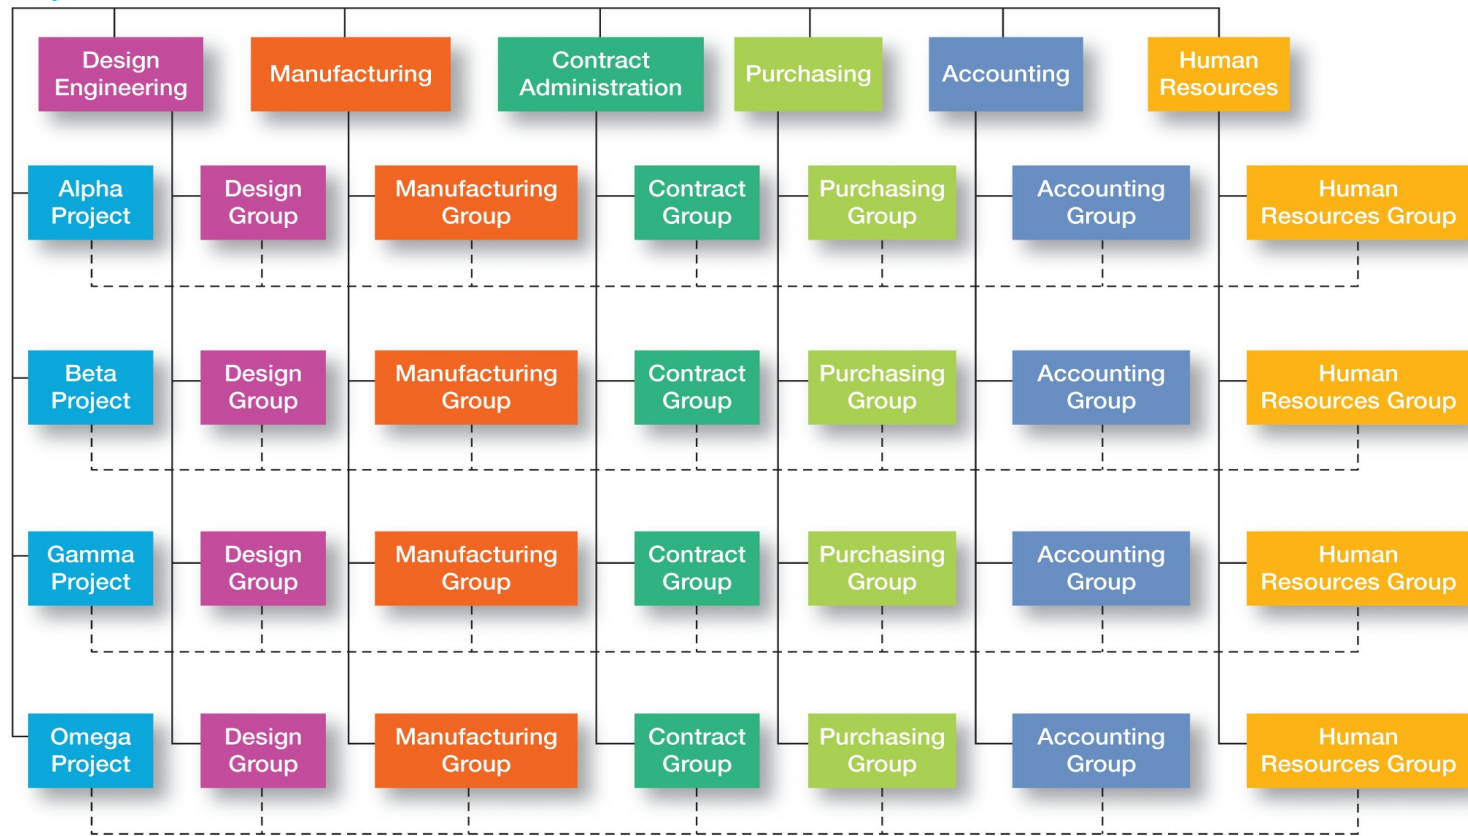 Design
Engineering
Manufacturing
Contract
Administration
Purchasing
Accounting
Human
Resources
Alpha
Project
Design
Group
Manufacturing
Group
Contract
Group
Purchasing
Group
Accounting
Group
Human
Resources Group
Beta
Project
Design
Group
Manufacturing
Group
Contract
Group
Purchasing
Group
Accounting
Group
Human
Resources Group
Gamma
Project
Design
Group
Manufacturing
Group
Contract
Group
Purchasing
Group
Accounting
Group
Human
Resources Group
Omega
Project
Design
Group
Manufacturing
Group
Contract
Group
Purchasing
Group
Accounting
Group
Human
Resources Group